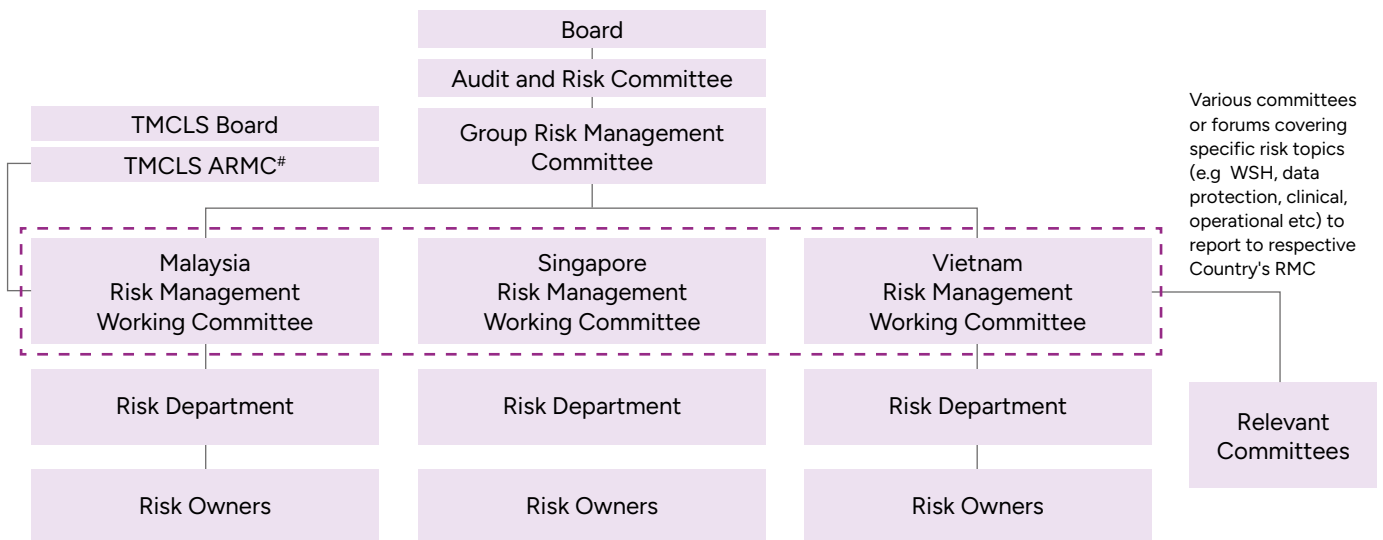 Board
Audit and Risk Committee
Group Risk Management
Committee
TMCLS Board
TMCLS ARMC#
Various committees
or forums covering
specific risk topics
(e.g WSH, data
protection, clinical,
operational etc) to
report to respective
Country's RMC
Malaysia
Risk Management
Working Committee
Singapore
Risk Management
Working Committee
Vietnam
Risk Management
Working Committee
Risk Department
Risk Department
Risk Department
Relevant
Committees
Risk Owners
Risk Owners
Risk Owners